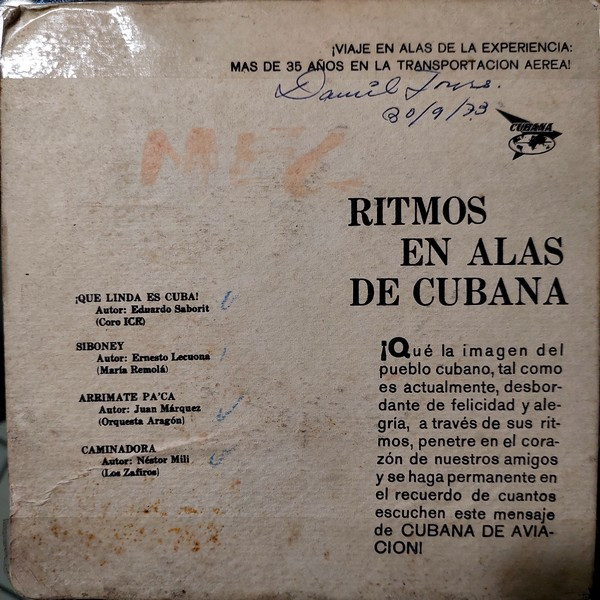 ¡VIAJE EN ALAS DE LA EXPERIENCIA:
MAS DE 35 AÑOS EN LA TRANSPORTACION AEREA!
Daniel
30/9/73
CUBANA
RITMOS
EN ALAS
DE CUBANA
¡QUE LINDA ES CUBA!
Autor: Eduardo Saborit
(Coro ICR)
SIBONEY
Autor: Ernesto Lecuona
(María Remolá)
ARRIMATE PA'CA
Autor: Juan Márquez
(Orquesta Aragón)
CAMINADORA
Autor: Néstor Mili
(Los Zafiros)
¡Qué la imagen del
pueblo cubano, tal como
es actualmente, desbor-
dante de felicidad y ale-
gría, a través de sus rit-
mos, penetre en el cora-
zón de nuestros amigos
y se haga permanente en
el recuerdo de cuantos
escuchen este mensaje
de CUBANA DE AVIA-
CION!